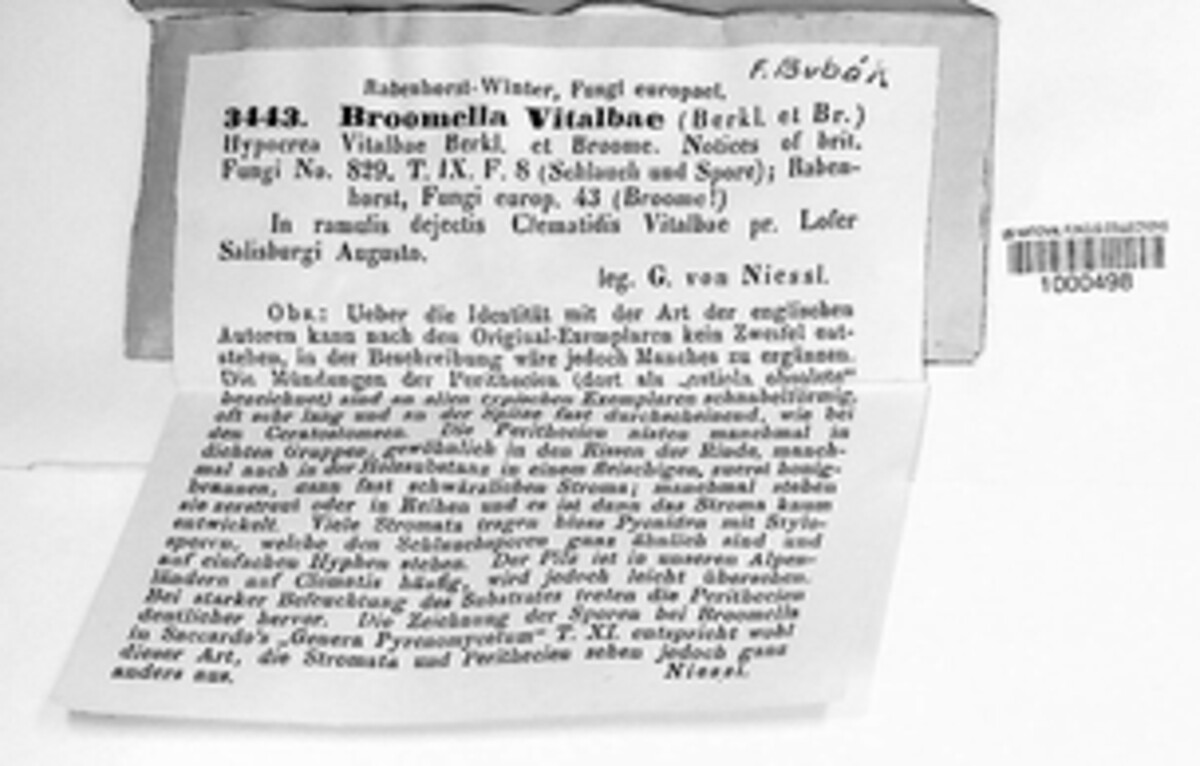 F. Bubák
Rabenhorst-Winter, Fungi europaei.
3443. Broomella Vitalbae (Berkl. et Br.)
Hypocrea Vitalbae Berkl. et Broome. Notices of brit.
Fungi No. 829. T. IX. F. 8 (Schlauch und Spore); Raben-
horst, Fungi europ. 43 (Broome!)
In ramulis dejectis Clematidis Vitalbae pr. Lofer
Salisburgi Augusto.
leg. G. von Niessl.
Obs.: Ueber die Identität mit der Art der englischen
Autoren kann nach den Original-Exemplaren kein Zweifel ent-
stehen, in der Beschreibung wäre jedoch Manches zu ergänzen.
Die Mündungen der Perithecien (dort als „ostiola obsoleta“
bezeichnet) sind an allen typischen Exemplaren schnabelförmig,
oft sehr lang und an der Spitze fast durchscheinend, wie bei
den Ceratostomeen. Die Perithecien nisten manchmal in
dichten Gruppen, gewöhnlich in den Rissen der Rinde, manch-
mal auch in der Holzsubstanz in einem fleischigen, zuerst honig-
braunen, dann fast schwärzlichen Stroma; manchmal stehen
sie zerstreut oder in Reihen und es ist dann das Stroma kaum
entwickelt. Viele Stromata tragen bloss Pycniden mit Stylo-
sporen, welche den Schlauchsporen ganz ähnlich sind und
auf einfachen Hyphen stehen. Der Pilz ist in unseren Alpen-
ländern auf Clematis häufig, wird jedoch leicht übersehen.
Bei starker Befeuchtung des Substrates treten die Perithecien
deutlicher hervor. Die Zeichnung der Sporen bei Broomella
in Saccardo's „Genera Pyrenomycetum“ T. XI. entspricht wohl
dieser Art, die Stromata und Perithecien sehen jedoch ganz
anders aus.
Niessl.
1000498